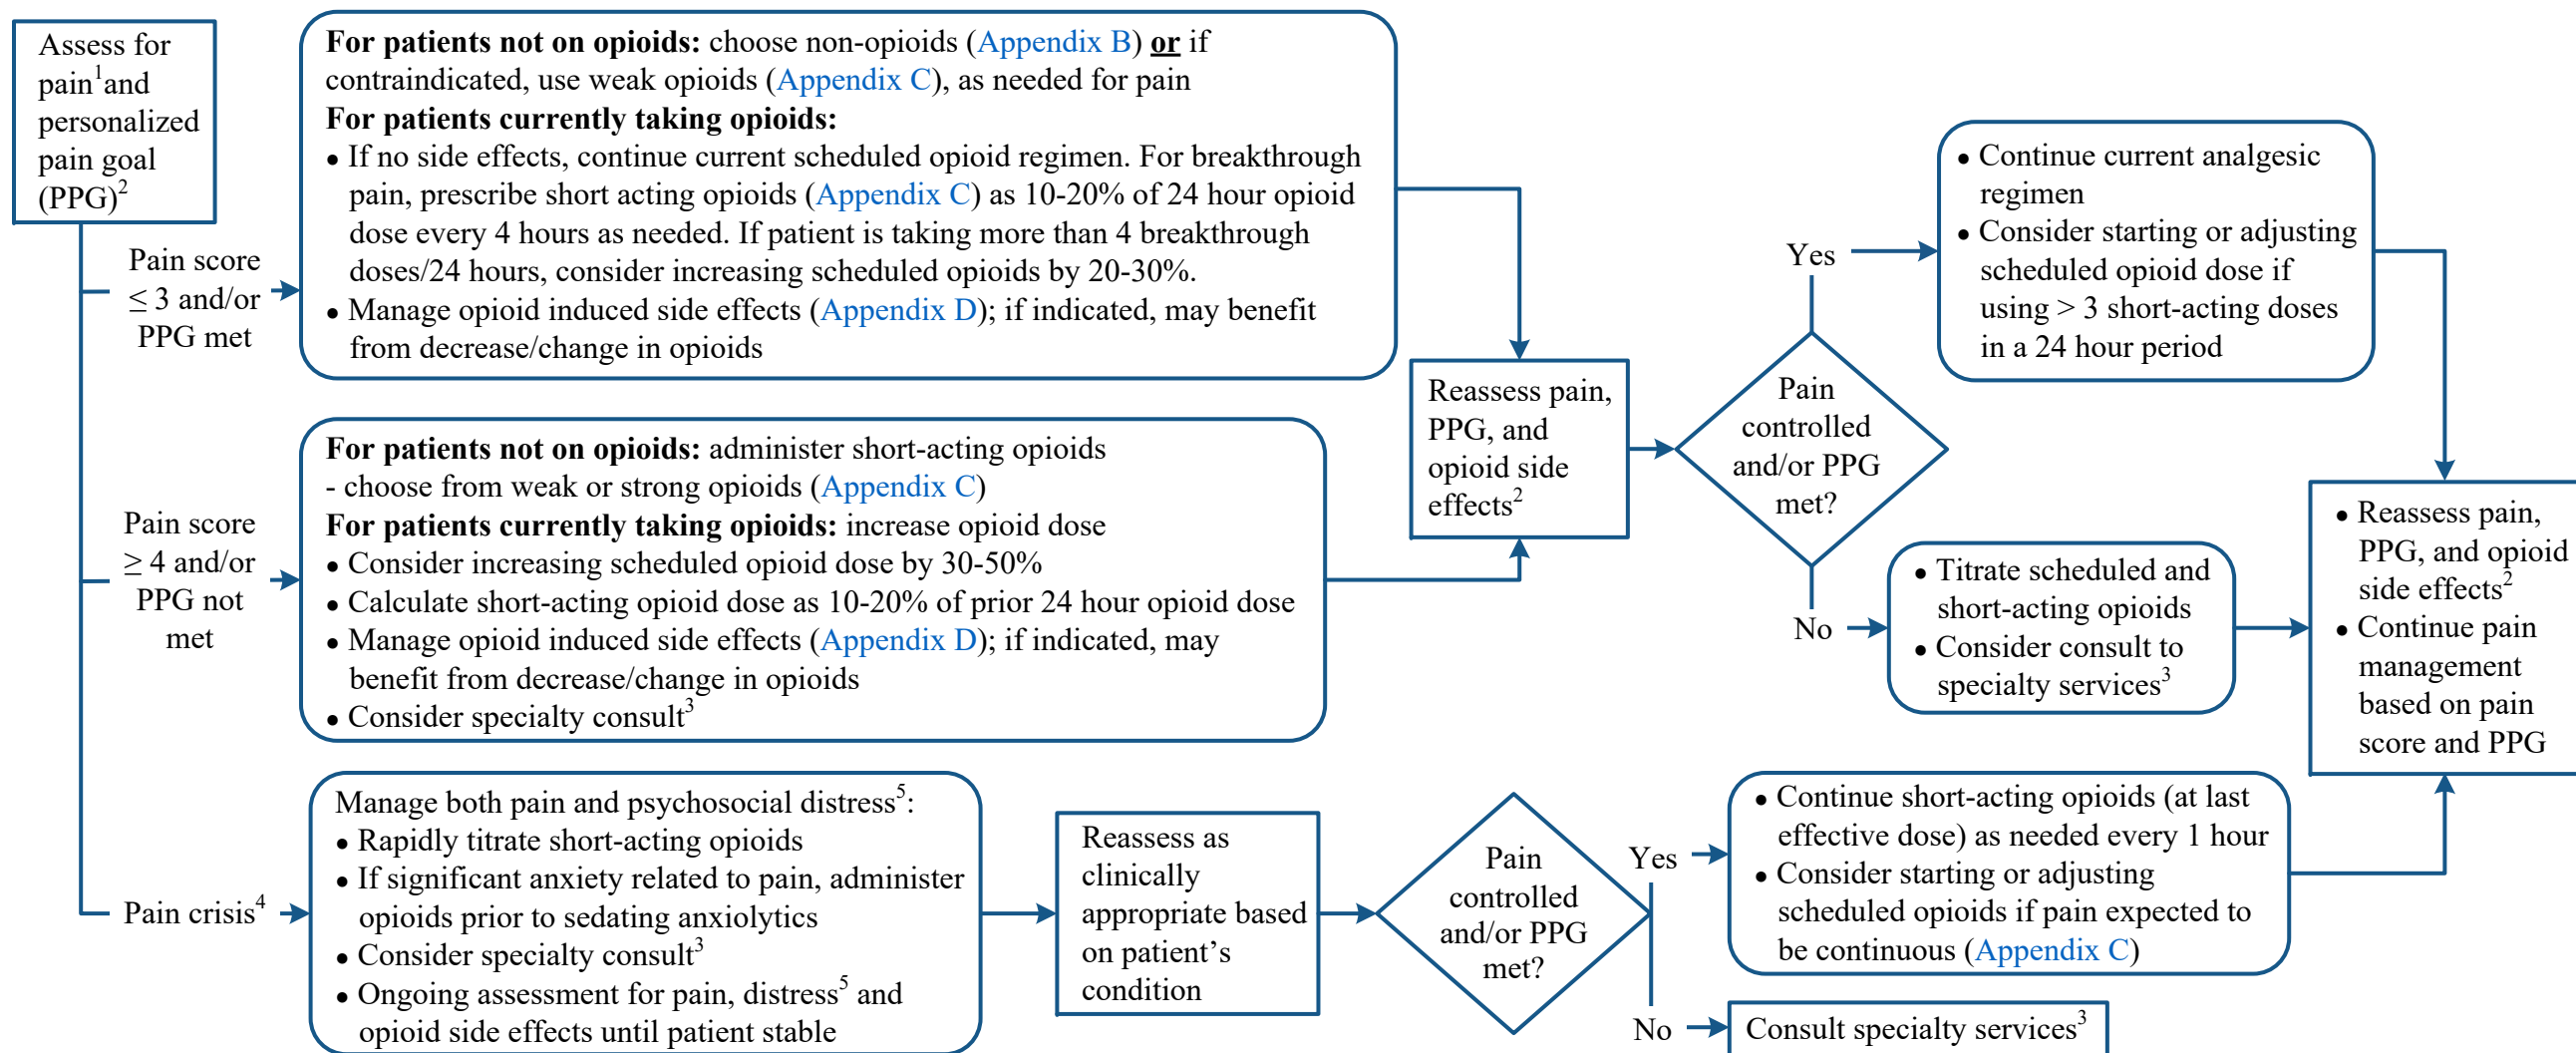 Assess for
pain1and
personalized
pain goal
(PPG)2
Pain score
≤ 3 and/or
PPG met
For patients not on opioids: choose non-opioids (Appendix B) or if
contraindicated, use weak opioids (Appendix C), as needed for pain
For patients currently taking opioids:
● If no side effects, continue current scheduled opioid regimen. For breakthrough
pain, prescribe short acting opioids (Appendix C) as 10-20% of 24 hour opioid
dose every 4 hours as needed. If patient is taking more than 4 breakthrough
doses/24 hours, consider increasing scheduled opioids by 20-30%.
● Manage opioid induced side effects (Appendix D); if indicated, may benefit
from decrease/change in opioids
Pain score
≥ 4 and/or
PPG not
met
For patients not on opioids: administer short-acting opioids
- choose from weak or strong opioids (Appendix C)
For patients currently taking opioids: increase opioid dose
● Consider increasing scheduled opioid dose by 30-50%
● Calculate short-acting opioid dose as 10-20% of prior 24 hour opioid dose
● Manage opioid induced side effects (Appendix D); if indicated, may
benefit from decrease/change in opioids
● Consider specialty consult3
Reassess pain,
PPG, and
opioid side
effects2
Pain
controlled
and/or PPG
met?
Yes
● Continue current analgesic
regimen
● Consider starting or adjusting
scheduled opioid dose if
using > 3 short-acting doses
in a 24 hour period
No
● Titrate scheduled and
short-acting opioids
● Consider consult to
specialty services3
● Reassess pain,
PPG, and opioid
side effects2
● Continue pain
management
based on pain
score and PPG
Pain crisis4
Manage both pain and psychosocial distress5:
● Rapidly titrate short-acting opioids
● If significant anxiety related to pain, administer
opioids prior to sedating anxiolytics
● Consider specialty consult3
● Ongoing assessment for pain, distress5 and
opioid side effects until patient stable
Reassess as
clinically
appropriate based
on patient's
condition
Pain
controlled
and/or PPG
met?
Yes
● Continue short-acting opioids (at last
effective dose) as needed every 1 hour
● Consider starting or adjusting
scheduled opioids if pain expected to
be continuous (Appendix C)
No
Consult specialty services3